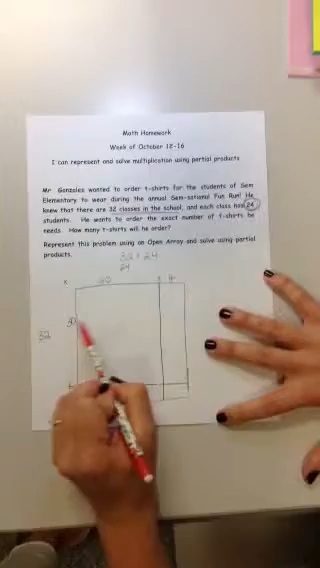 Math Homework
Week of October 12-16
I can represent and solve multiplication using partial products
Mr Gonzales wanted to order t-shirts for the students of Sem
Elementary to wear during the annual Sem-sational Fun Run! He
knew that there are 32 classes in the school, and each class has 24
students. He wants to order the exact number of t-shirts he
needs. How many t-shirts will he order?
Represent this problem using an Open Array and solve using partial
products.
32 × 24
24
x 20 + 4
30
32